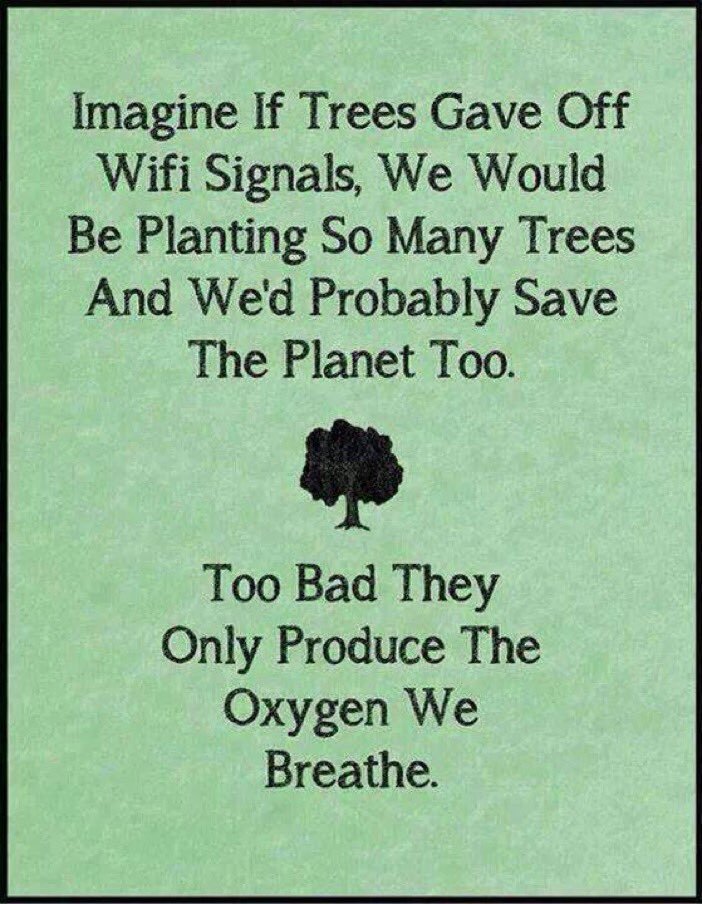 Imagine If Trees Gave Off
Wifi Signals, We Would
Be Planting So Many Trees
And We'd Probably Save
The Planet Too.
Too Bad They
Only Produce The
Oxygen We
Breathe.